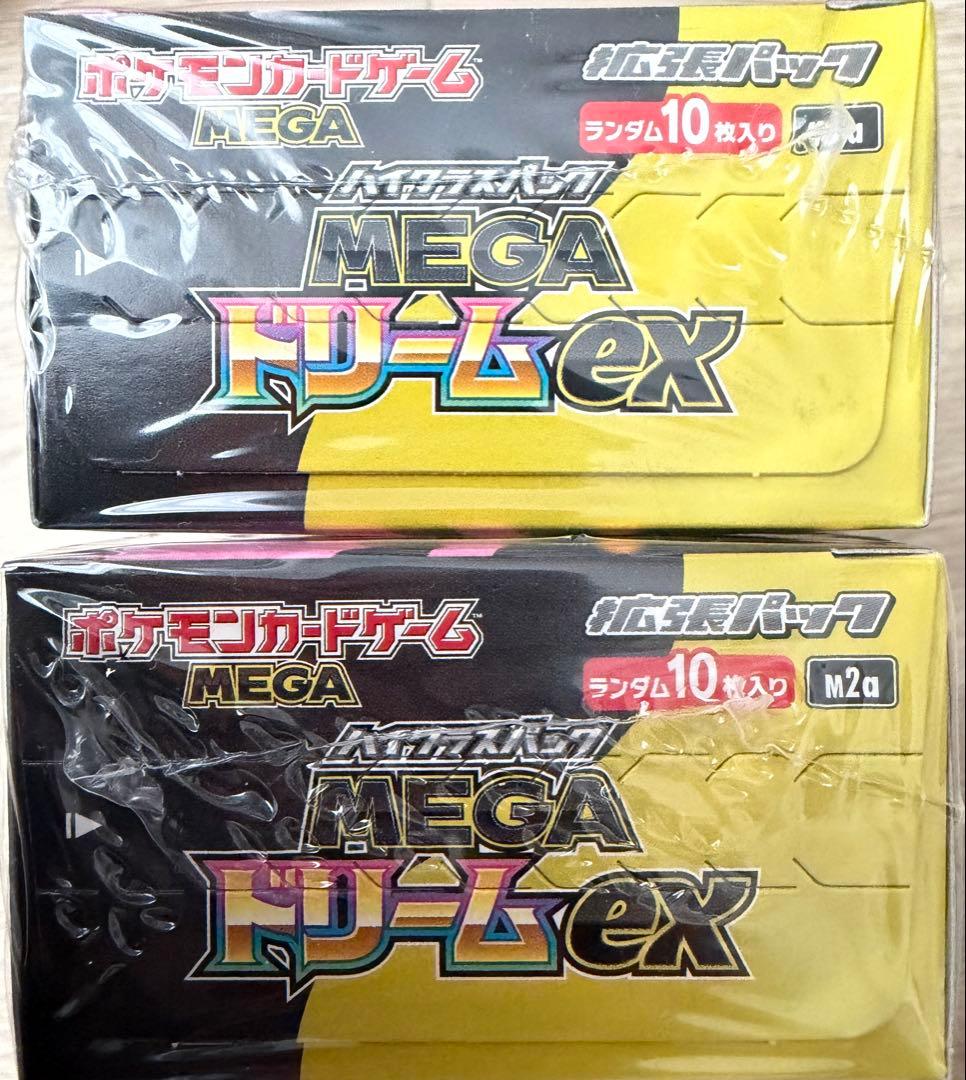 ポケモンカードゲーム
MEGA
拡張パック
ランダム10枚入り
ハイクラスパック
MEGA
ドリームex
ポケモンカードゲーム
MEGA
拡張パック
ランダム10枚入り M2a
ハイクラスパック
MEGA
ドリームex